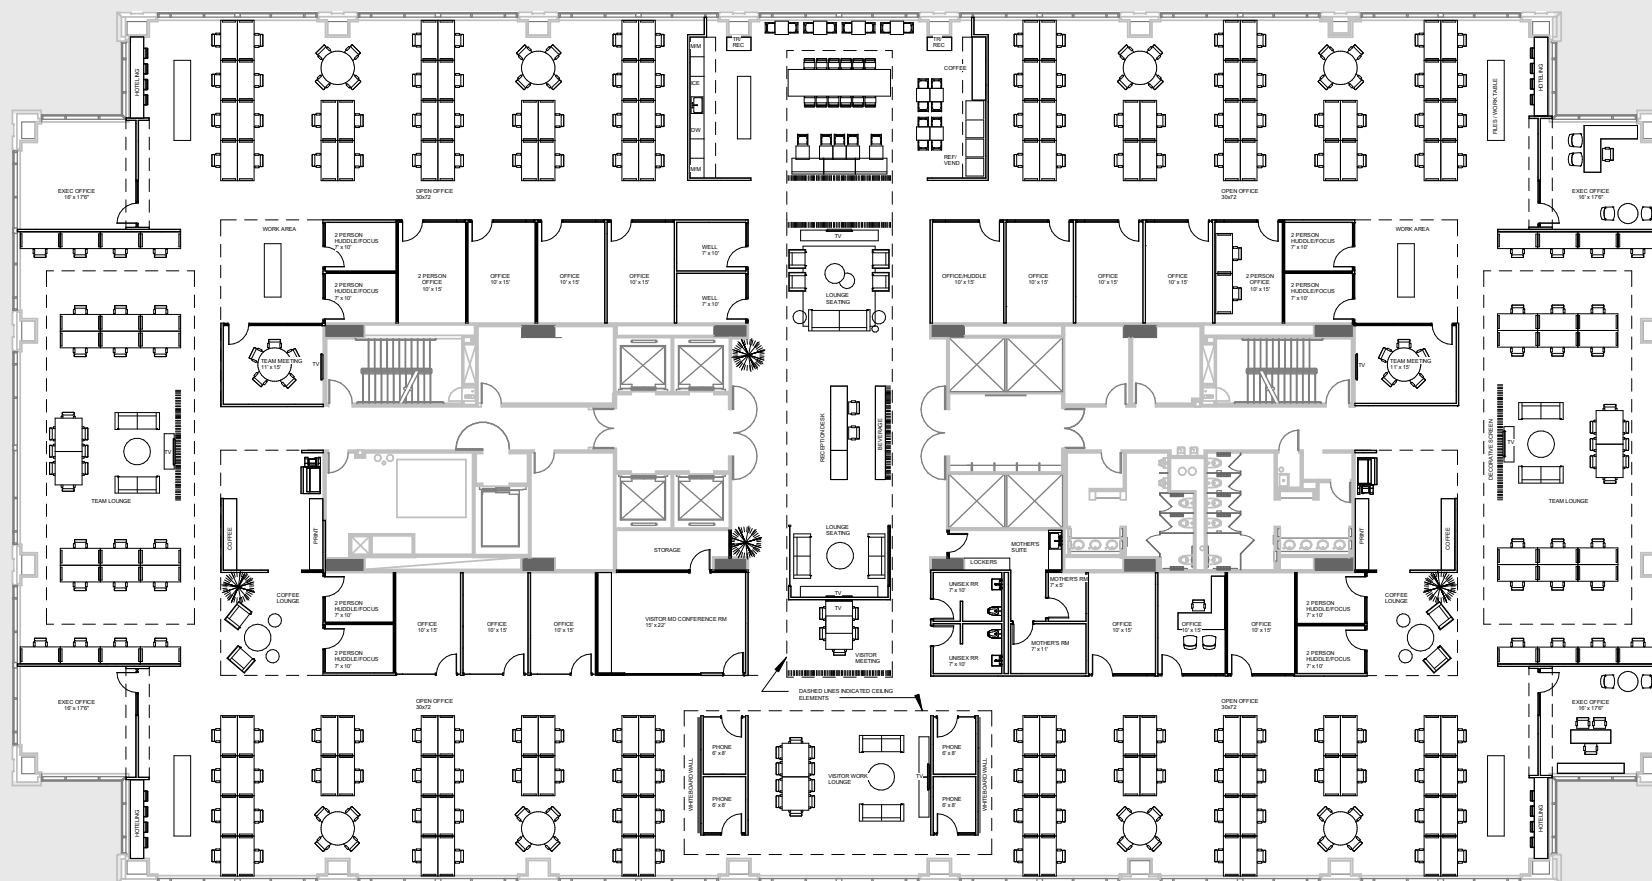 TR/
REC
TR/
REC
M/M
ICE
DW
M/M
COFFEE
REF/
VEND
HOTELING
FILES / WORK TABLE
HOTELING
EXEC OFFICE
16' x 17'6"
OPEN OFFICE
30x72
OPEN OFFICE
30x72
EXEC OFFICE
16' x 17'6"
WORK AREA
2 PERSON
HUDDLE/FOCUS
7' x 10'
2 PERSON
HUDDLE/FOCUS
7' x 10'
2 PERSON
OFFICE
10' x 15'
OFFICE
10' x 15'
OFFICE
10' x 15'
OFFICE
10' x 15'
WELL
7' x 10'
WELL
7' x 10'
TV
LOUNGE
SEATING
OFFICE/HUDDLE
10' x 15'
OFFICE
10' x 15'
OFFICE
10' x 15'
OFFICE
10' x 15'
2 PERSON
OFFICE
10' x 15'
2 PERSON
HUDDLE/FOCUS
7' x 10'
2 PERSON
HUDDLE/FOCUS
7' x 10'
WORK AREA
TEAM MEETING
11' x 15'
TV
TV
TEAM MEETING
11' x 15'
RECEPTION DESK
BEVERAGE
TV
TEAM LOUNGE
DECORATIVE SCREEN
TV
TEAM LOUNGE
COFFEE
PRINT
STORAGE
LOUNGE
SEATING
MOTHER'S
SUITE
LOCKERS
PRINT
COFFEE
COFFEE
LOUNGE
2 PERSON
HUDDLE/FOCUS
7' x 10'
2 PERSON
HUDDLE/FOCUS
7' x 10'
OFFICE
10' x 15'
OFFICE
10' x 15'
OFFICE
10' x 15'
VISITOR MD CONFERENCE RM
15' x 22'
TV
TV
VISITOR
MEETING
UNISEX RR
7' x 10'
UNISEX RR
7' x 10'
MOTHER'S RM
7' x 5'
MOTHER'S RM
7' x 11'
OFFICE
10' x 15'
OFFICE
10' x 15'
OFFICE
10' x 15'
2 PERSON
HUDDLE/FOCUS
7' x 10'
2 PERSON
HUDDLE/FOCUS
7' x 10'
COFFEE
LOUNGE
DASHED LINES INDICATED CEILING
ELEMENTS
EXEC OFFICE
16' x 17'6"
OPEN OFFICE
30x72
OPEN OFFICE
30x72
EXEC OFFICE
16' x 17'6"
WHITEBOARD WALL
PHONE
6' x 8'
PHONE
6' x 8'
VISITOR WORK
LOUNGE
TV
PHONE
6' x 8'
PHONE
6' x 8'
WHITEBOARD WALL
HOTELING
HOTELING